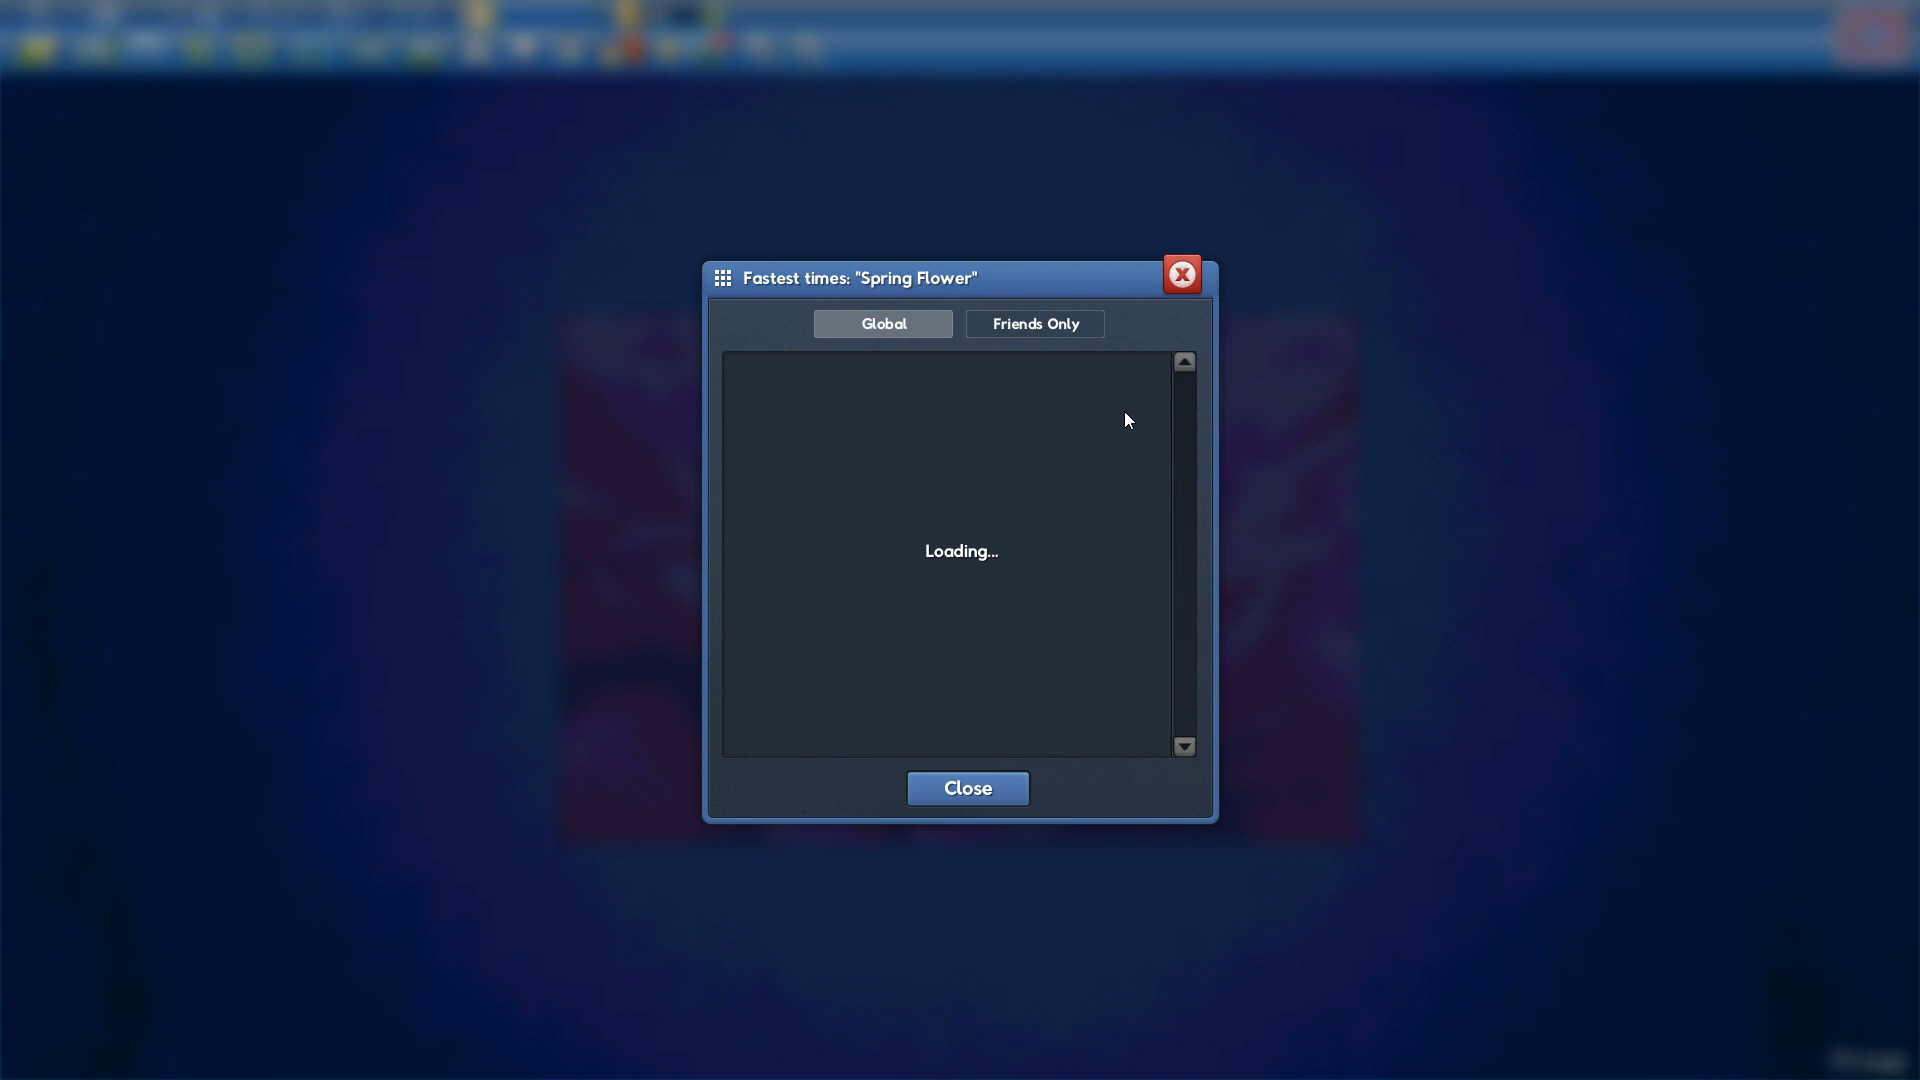 Fastest times: "Spring Flower"
Global
Friends Only
Loading...
Close